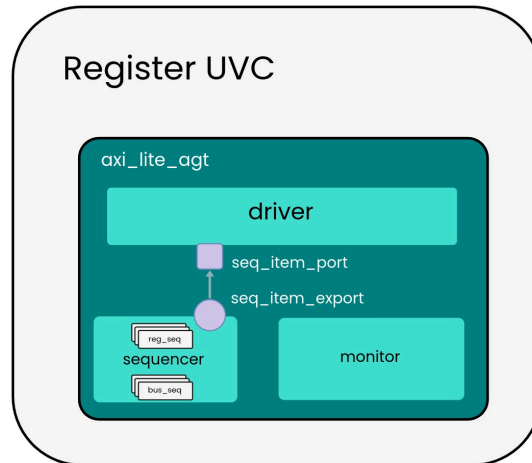 Register UVC
axi_lite_agt
driver
seq_item_port
seq_item_export
reg_seq
sequencer
bus_seq
monitor